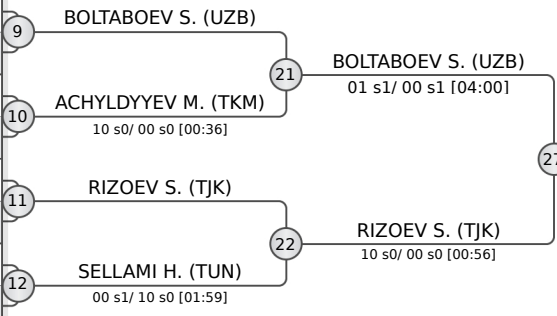 BOLTABOEV S. (UZB)
9
21
BOLTABOEV S. (UZB)
01 s1/ 00 s1 [04:00]
ACHYLDYYEV M. (TKM)
10
10 s0/ 00 s0 [00:36]
27
RIZOEV S. (TJK)
11
22
RIZOEV S. (TJK)
10 s0/ 00 s0 [00:56]
SELLAMI H. (TUN)
12
00 s1/ 10 s0 [01:59]